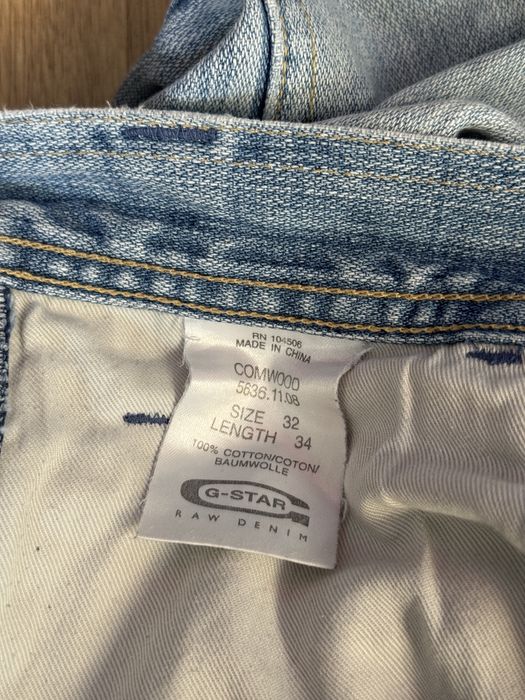 RN 104506
MADE IN CHINA
COMW000
5636.11.08
SIZE 32
LENGTH 34
100% COTTON/COTON/
BAUMWOLLE
G-STAR
RAW DENIM